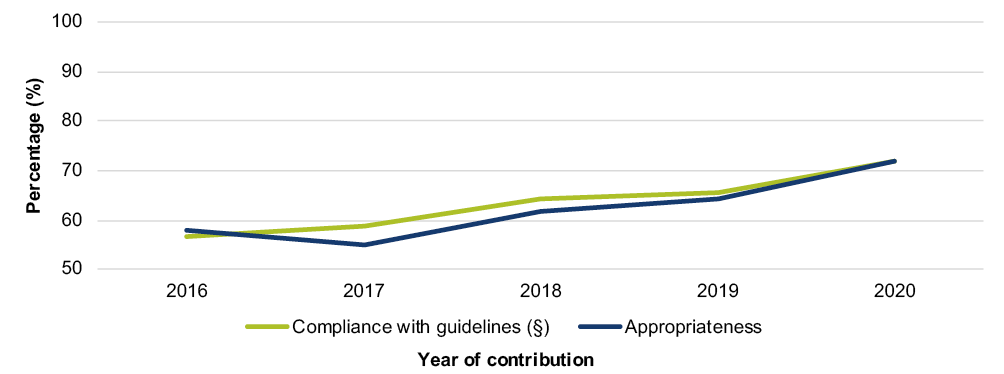 100
90
80
70
60
50
Percentage (%)
2016 2017 2018 2019 2020
Compliance with guidelines (§) Appropriateness
Year of contribution